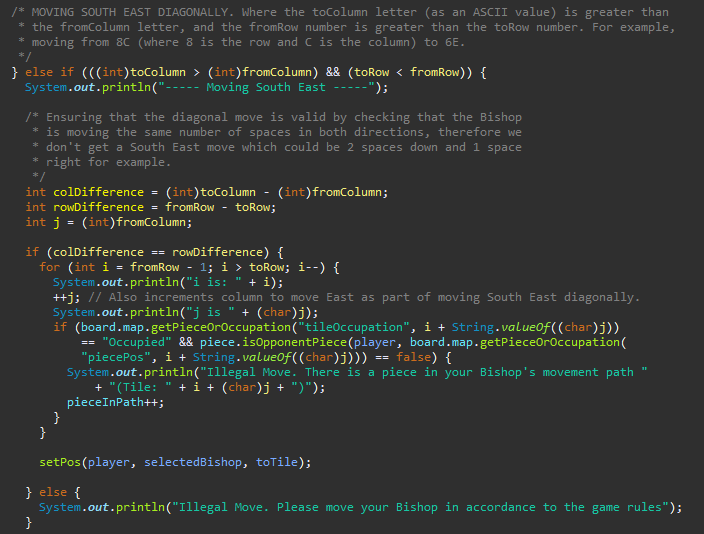 /* MOVING SOUTH EAST DIAGONALLY. Where the toColumn letter (as an ASCII value) is greater than
 * the fromColumn letter, and the fromRow number is greater than the toRow number. For example,
 * moving from 8C (where 8 is the row and C is the column) to 6E.
 */
} else if (((int)toColumn > (int)fromColumn) && (toRow < fromRow)) {
  System.out.println("----- Moving South East -----");

  /* Ensuring that the diagonal move is valid by checking that the Bishop
   * is moving the same number of spaces in both directions, therefore we
   * don't get a South East move which could be 2 spaces down and 1 space
   * right for example.
   */
  int colDifference = (int)toColumn - (int)fromColumn;
  int rowDifference = fromRow - toRow;
  int j = (int)fromColumn;

  if (colDifference == rowDifference) {
    for (int i = fromRow - 1; i > toRow; i--) {
      System.out.println("i is: " + i);
      ++j; // Also increments column to move East as part of moving South East diagonally.
      System.out.println("j is " + (char)j);
      if (board.map.getPieceOrOccupation("tileOccupation", i + String.valueOf((char)j))
          == "Occupied" && piece.isOpponentPiece(player, board.map.getPieceOrOccupation(
          "piecePos", i + String.valueOf((char)j))) == false) {
        System.out.println("Illegal Move. There is a piece in your Bishop's movement path "
            + "(Tile: " + i + (char)j + ")");
        pieceInPath++;
      }
    }

    setPos(player, selectedBishop, toTile);

  } else {
    System.out.println("Illegal Move. Please move your Bishop in accordance to the game rules");
  }